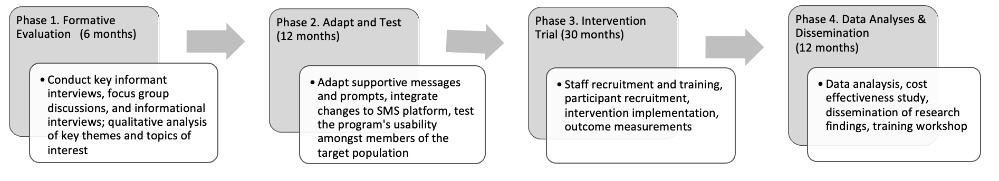 Phase 1. Formative
Evaluation (6 months)
• Conduct key informant
interviews, focus group
discussions, and informational
interviews; qualitative analysis
of key themes and topics of
interest
Phase 2. Adapt and Test
(12 months)
• Adapt supportive messages
and prompts, integrate
changes to SMS platform, test
the program's usability
amongst members of the
target population
Phase 3. Intervention
Trial (30 months)
• Staff recruitment and training,
participant recruitment,
intervention implementation,
outcome measurements
Phase 4. Data Analyses &
Dissemination
(12 months)
• Data analaysis, cost
effectiveness study,
dissemination of research
findings, training workshop